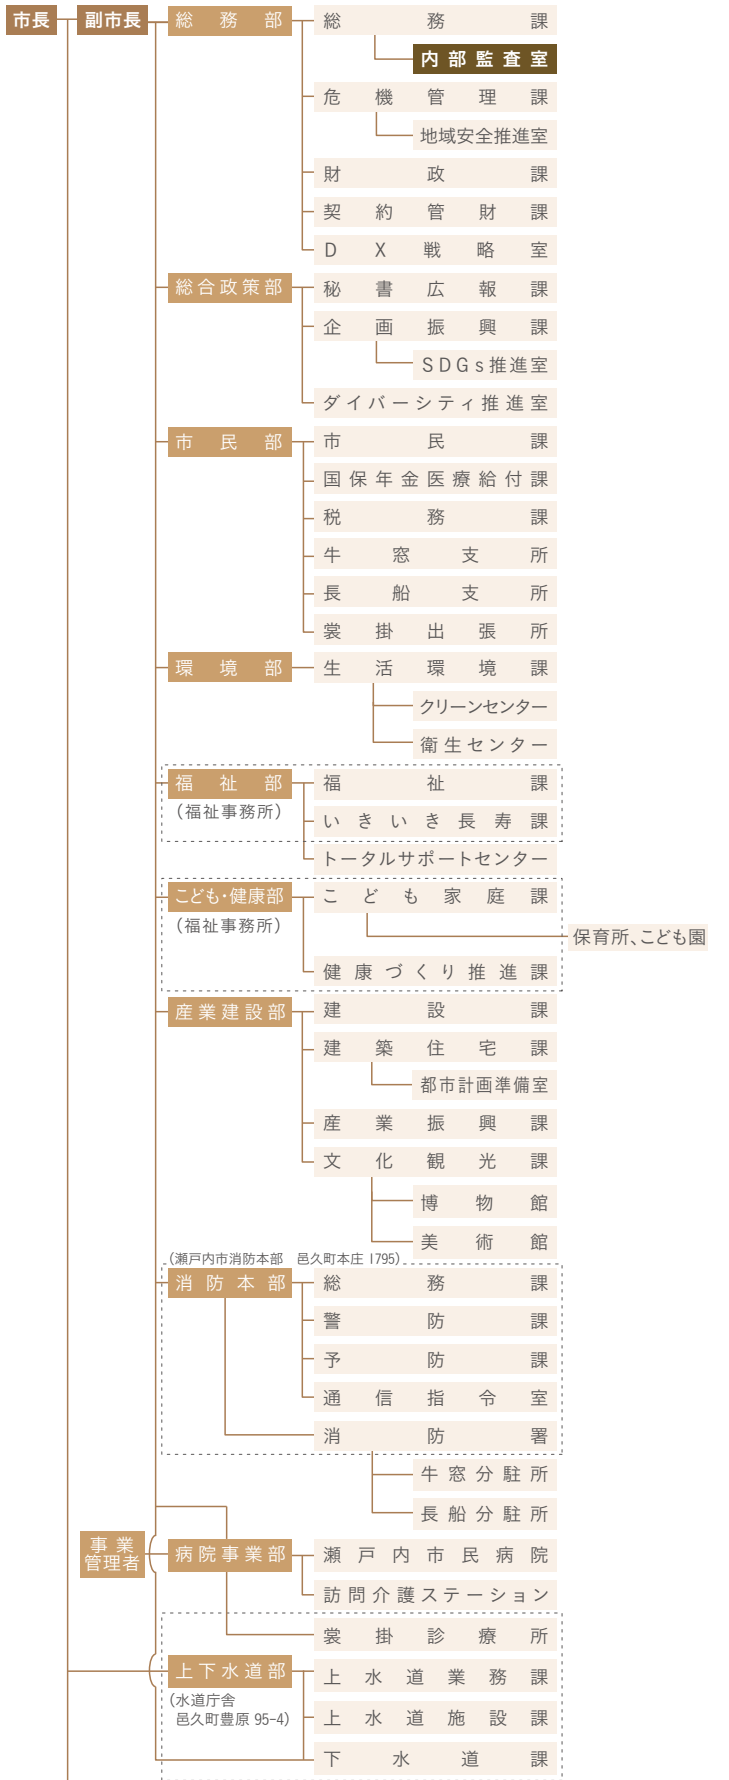 市長
副市長
総務部
総務課
内部監査室
危機管理課
地域安全推進室
財政課
契約管財課
DX戦略室
総合政策部
秘書広報課
企画振興課
SDGs推進室
ダイバーシティ推進室
市民部
市民課
国保年金医療給付課
税務課
牛窓支所
長船支所
裳掛出張所
環境部
生活環境課
クリーンセンター
衛生センター
福祉部
(福祉事務所)
福祉課
いきいき長寿課
トータルサポートセンター
こども・健康部
(福祉事務所)
こども家庭課
保育所、こども園
健康づくり推進課
産業建設部
建設課
建築住宅課
都市計画準備室
産業振興課
文化観光課
博物館
美術館
(瀬戸内市消防本部 邑久町本庄 1795)
消防本部
総務課
警防課
予防課
通信指令室
消防署
牛窓分駐所
長船分駐所
事業
管理者
病院事業部
瀬戸内市民病院
訪問介護ステーション
裳掛診療所
上下水道部
(水道庁舎
邑久町豊原 95-4)
上水道業務課
上水道施設課
下水道課